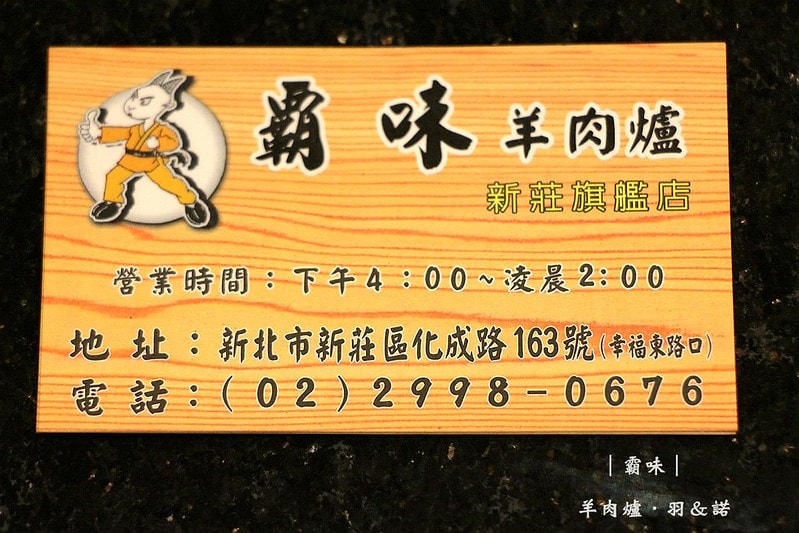 霸味羊肉爐
新莊旗艦店
營業時間：下午4：00~凌晨2:00
地址：新北市新莊區化成路163號(幸福東路口)
電話：(02)2998-0676
|霸味|
羊肉爐·羽&諾